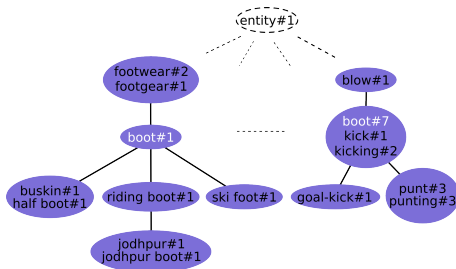 entity#1
footwear#2
footgear#1
blow#1
boot#1
boot#7
kick#1
kicking#2
buskin#1
half boot#1
riding boot#1
ski foot#1
goal-kick#1
punt#3
punting#3
jodhpur#1
jodhpur boot#1